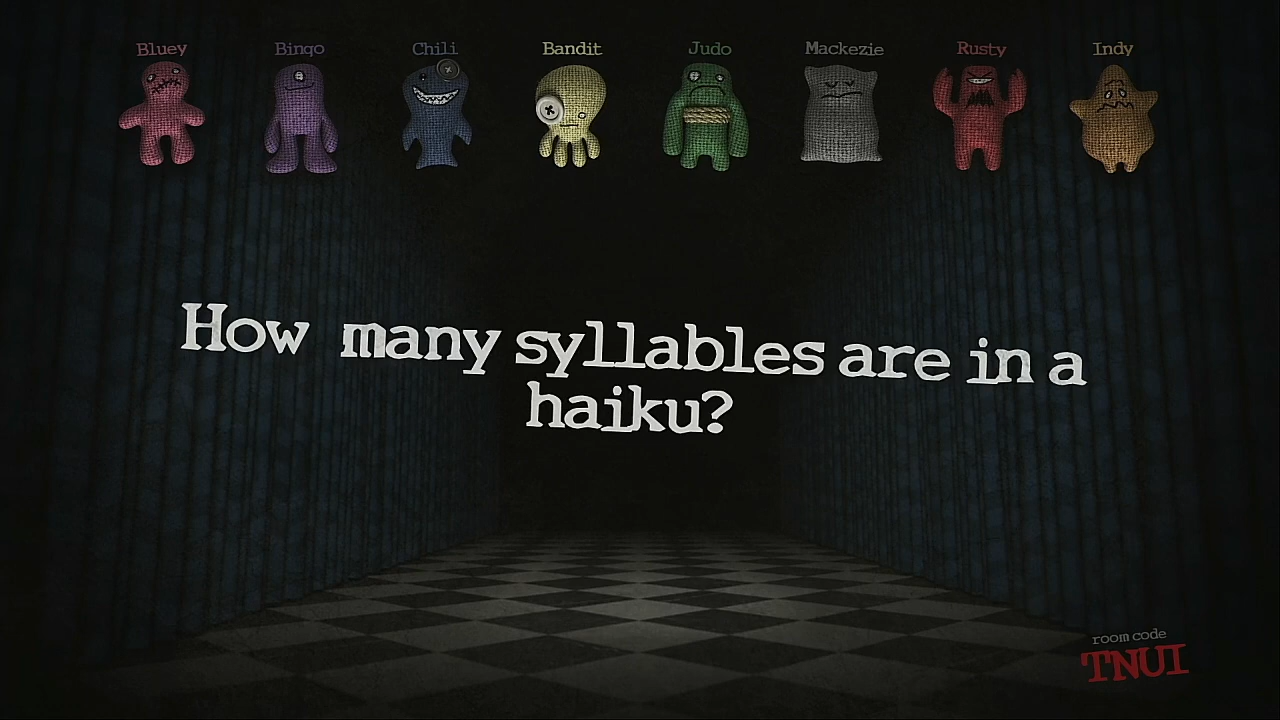 Bluey Bingo Chili Bandit Judo Mackezie Rusty Indy
How many syllables are in a
haiku?
room code
TNUI